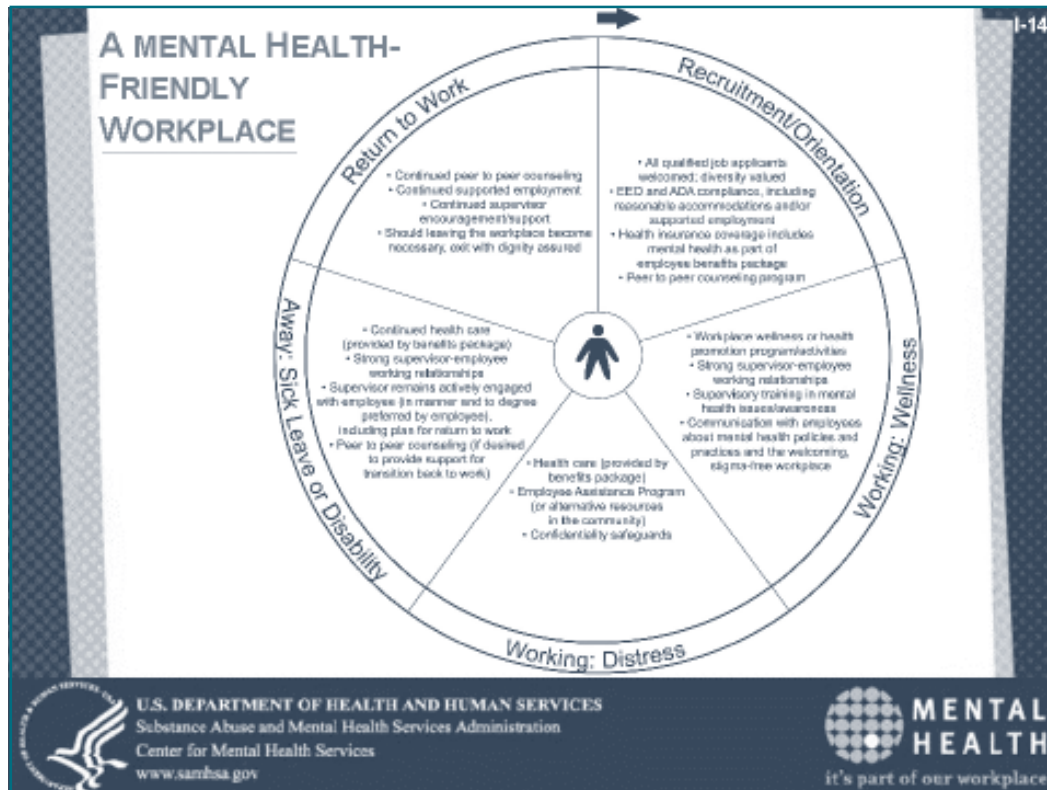 I-14
A MENTAL HEALTH-
FRIENDLY
WORKPLACE
Recruitment/Orientation
• All qualified job applicants
welcomed; diversity valued
• EEO and ADA compliance, including
reasonable accommodations and/or
supported employment
• Health insurance coverage includes
mental health as part of
employee benefits package
• Peer to peer counseling program
Working: Wellness
• Workplace wellness or health
promotion program/activities
• Strong supervisor-employee
working relationships
• Supervisory training in mental
health issues/awareness
• Communication with employees
about mental health policies and
practices and the welcoming,
stigma-free workplace
Working: Distress
• Health care (provided by
benefits package)
• Employee Assistance Program
(or alternative resources
in the community)
• Confidentiality safeguards
Away: Sick Leave or Disability
• Continued health care
(provided by benefits package)
• Strong supervisor-employee
working relationships
• Supervisor remains actively engaged
with employee (in manner and to degree
preferred by employee),
including plan for return to work
• Peer to peer counseling (if desired
to provide support for
transition back to work)
Return to Work
• Continued peer to peer counseling
• Continued supported employment
• Continued supervisor
encouragement/support
• Should leaving the workplace become
necessary, exit with dignity assured
U.S. DEPARTMENT OF HEALTH AND HUMAN SERVICES
Substance Abuse and Mental Health Services Administration
Center for Mental Health Services
www.samhsa.gov
MENTAL
HEALTH
it's part of our workplace